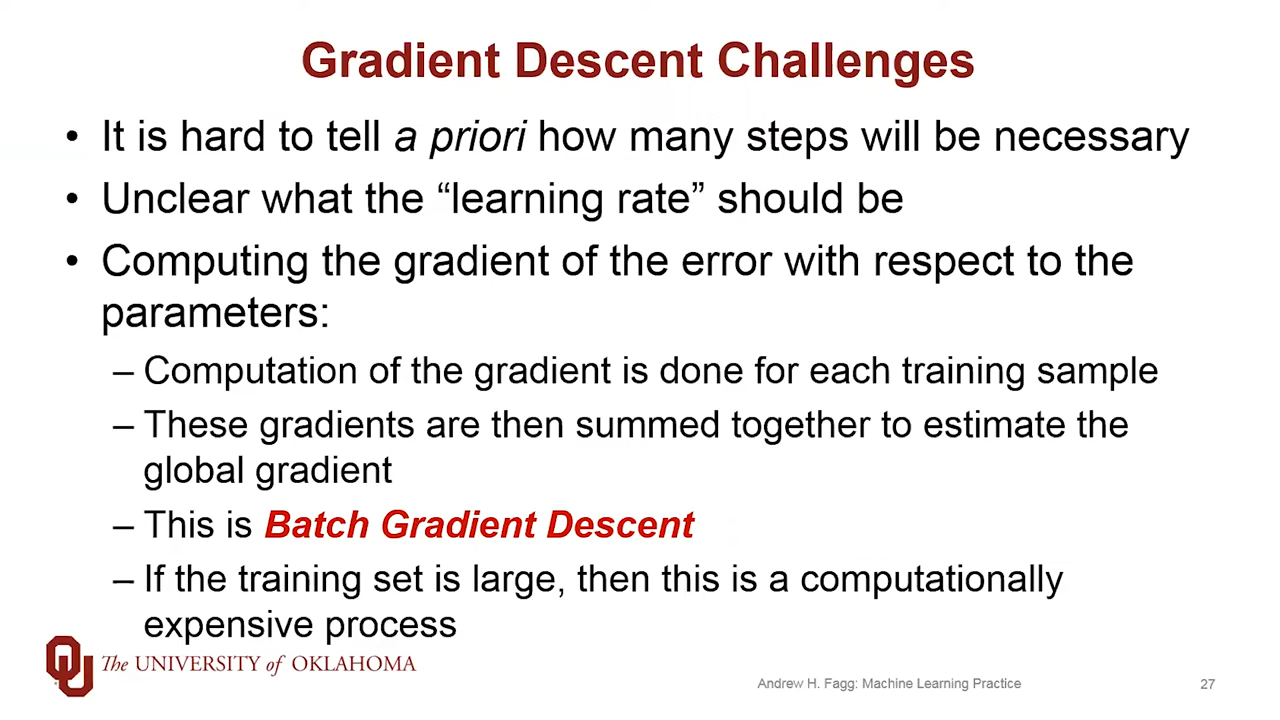 Gradient Descent Challenges
• It is hard to tell a priori how many steps will be necessary
• Unclear what the “learning rate” should be
• Computing the gradient of the error with respect to the
parameters:
– Computation of the gradient is done for each training sample
– These gradients are then summed together to estimate the
global gradient
– This is Batch Gradient Descent
– If the training set is large, then this is a computationally
expensive process
The UNIVERSITY of OKLAHOMA
Andrew H. Fagg: Machine Learning Practice
27